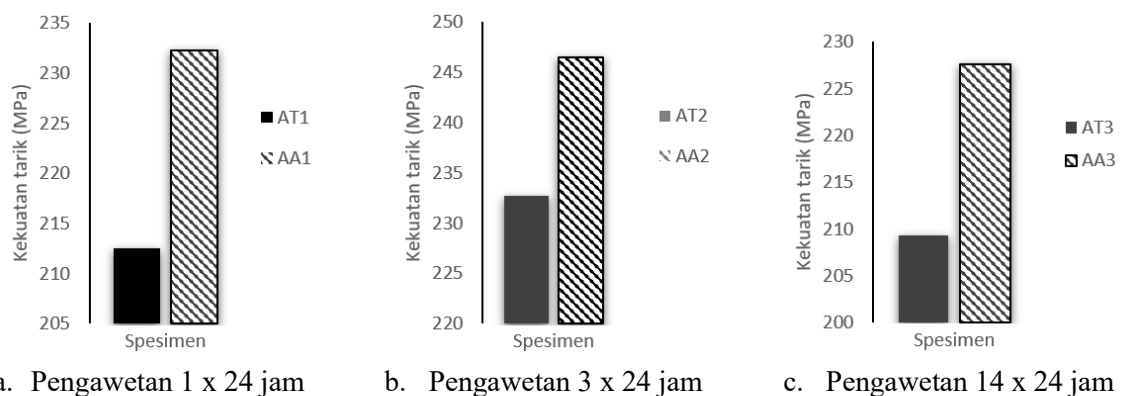 Kekuatan tarik (MPa)
235
230
225
220
215
210
205
Spesimen
AT1
AA1
a. Pengawetan 1 x 24 jam
Kekuatan tarik (MPa)
250
245
240
235
230
225
220
Spesimen
AT2
AA2
b. Pengawetan 3 x 24 jam
Kekuatan tarik (MPa)
230
225
220
215
210
205
200
Spesimen
AT3
AA3
c. Pengawetan 14 x 24 jam